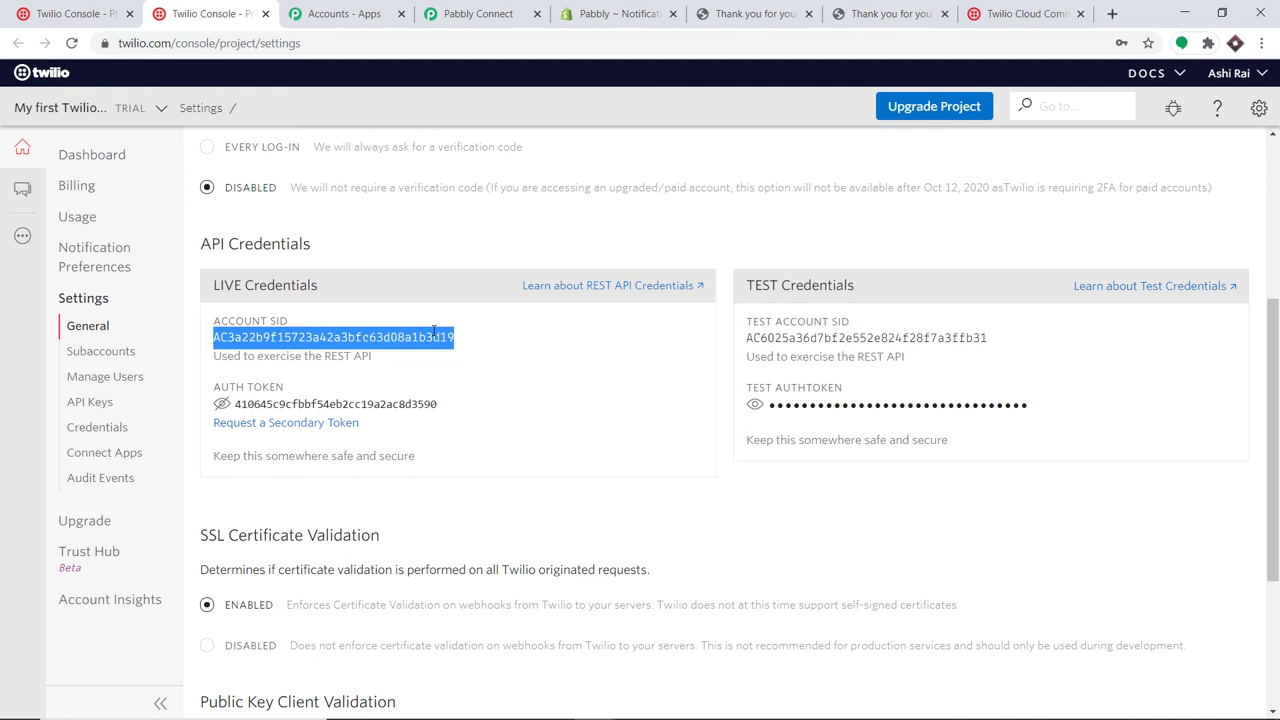 Twilio Console - Ph
Twilio Console - P
Accounts - Apps
Pabbly Connect
Pabbly ~ Notificat
Thank you for your
Thank you for your
Twilio Cloud Comm
twilio.com/console/project/settings
twilio
DOCS
Ashi Rai
My first Twilio... TRIAL
Settings /
Upgrade Project
Go to...
Dashboard
Billing
Usage
Notification
Preferences
Settings
General
Subaccounts
Manage Users
API Keys
Credentials
Connect Apps
Audit Events
Upgrade
Trust Hub
Beta
Account Insights
EVERY LOG-IN We will always ask for a verification code
DISABLED We will not require a verification code (If you are accessing an upgraded/paid account, this option will not be available after Oct 12, 2020 asTwilio is requiring 2FA for paid accounts)
API Credentials
LIVE Credentials
Learn about REST API Credentials
ACCOUNT SID
AC3a22b9f15723a42a3bfc63d08a1b3d19
Used to exercise the REST API
AUTH TOKEN
410645c9cfbbf54eb2cc19a2ac8d3590
Request a Secondary Token
Keep this somewhere safe and secure
TEST Credentials
Learn about Test Credentials
TEST ACCOUNT SID
AC6025a36d7bf2e552e824f28f7a3ffb31
Used to exercise the REST API
TEST AUTHTOKEN
Keep this somewhere safe and secure
SSL Certificate Validation
Determines if certificate validation is performed on all Twilio originated requests.
ENABLED Enforces Certificate Validation on webhooks from Twilio to your servers. Twilio does not at this time support self-signed certificates.
DISABLED Does not enforce certificate validation on webhooks from Twilio to your servers. This is not recommended for production services and should only be used during development.
Public Key Client Validation